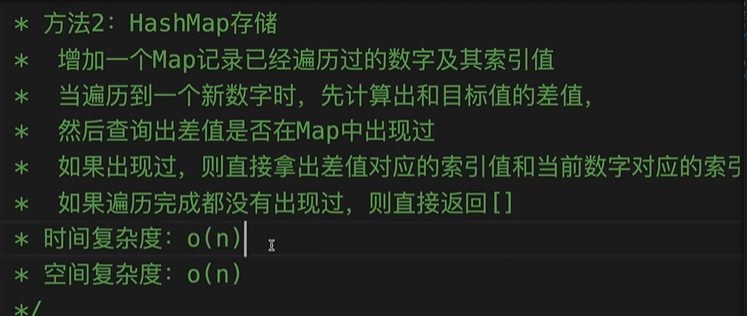 * 方法2: HashMap存储
* 增加一个Map记录已经遍历过的数字及其索引值
* 当遍历到一个新数字时，先计算出和目标值的差值，
* 然后查询出差值是否在Map中出现过
* 如果出现过，则直接拿出差值对应的索引值和当前数字对应的索引
* 如果遍历完成都没有出现过，则直接返回[]
* 时间复杂度: o(n)
* 空间复杂度: o(n)
*/